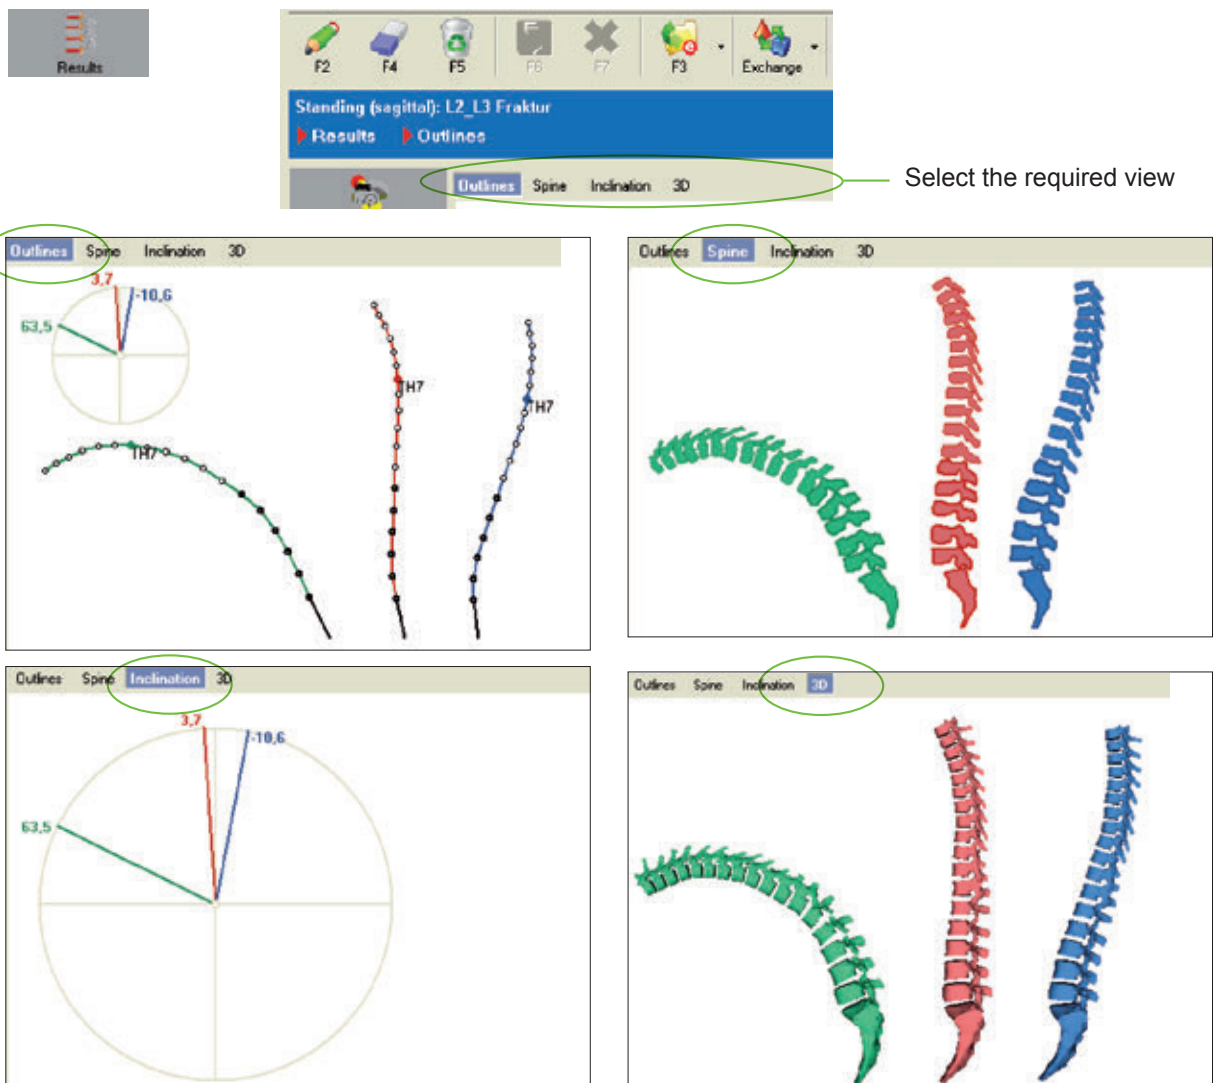 Results
F2 F4 F5 F6 F7 F3 Exchange
Standing (sagittal): L2_L3 Fraktur
Results Outlines
Outlines Spine Inclination 3D
Select the required view
Outlines Spine Inclination 3D
3,7
-10,6
63,5
TH7
TH7
TH7
Outlines Spine Inclination 3D
Outlines Spine Inclination 3D
3,7
-10,6
63,5
Outlines Spine Inclination 3D